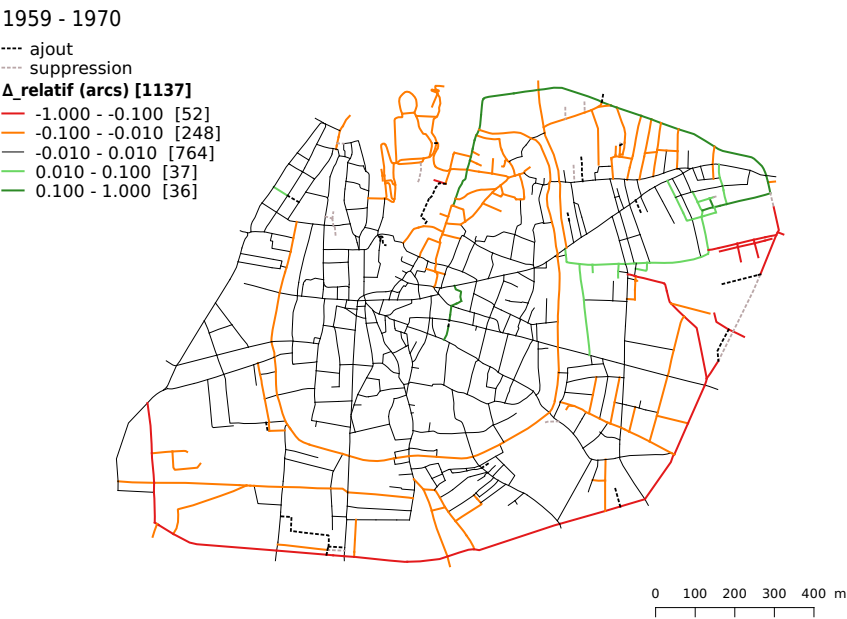 1959 - 1970
ajout
suppression
Δ_relatif (arcs) [1137]
-1.000 - -0.100 [52]
-0.100 - -0.010 [248]
-0.010 - 0.010 [764]
0.010 - 0.100 [37]
0.100 - 1.000 [36]
0 100 200 300 400 m